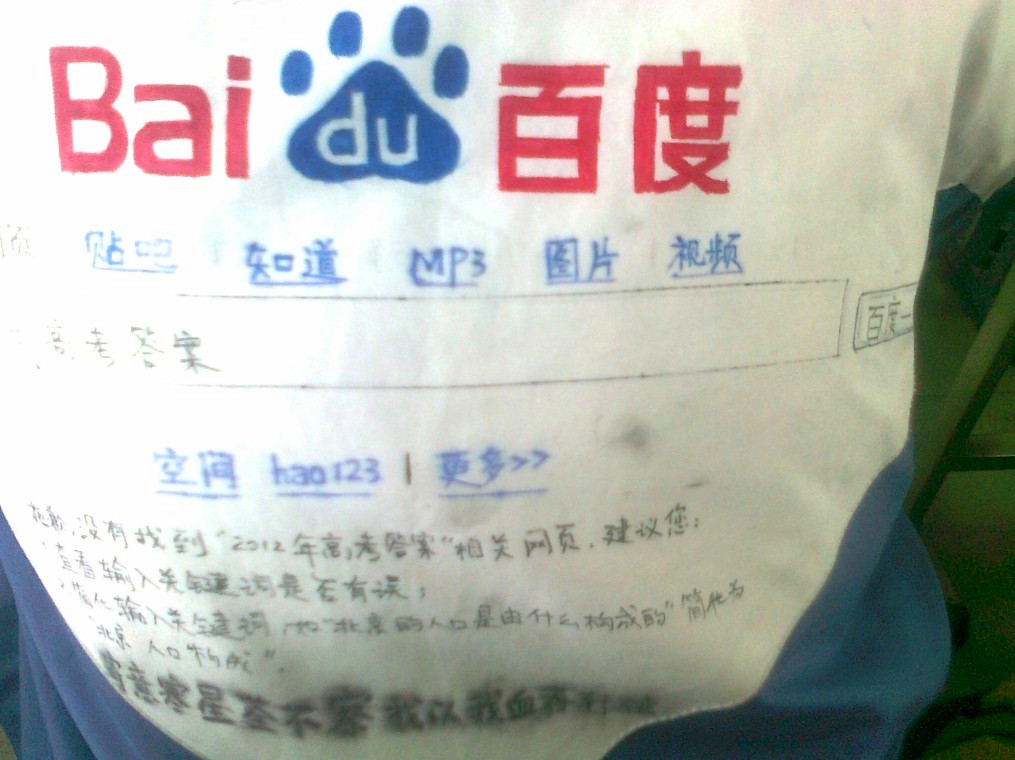 Bai du 百度
贴吧 知道 MP3 图片 视频
高考答案
百度一
空间 hao123 | 更多>>
抱歉,没有找到“2012年高考答案”相关网页.建议您:
查看输入关键词是否有误;
简化输入关键词,如“北京的人口是由什么构成的”简化为
“北京 人口构成”.
寄意寒星荃不察 我以我血荐轩辕